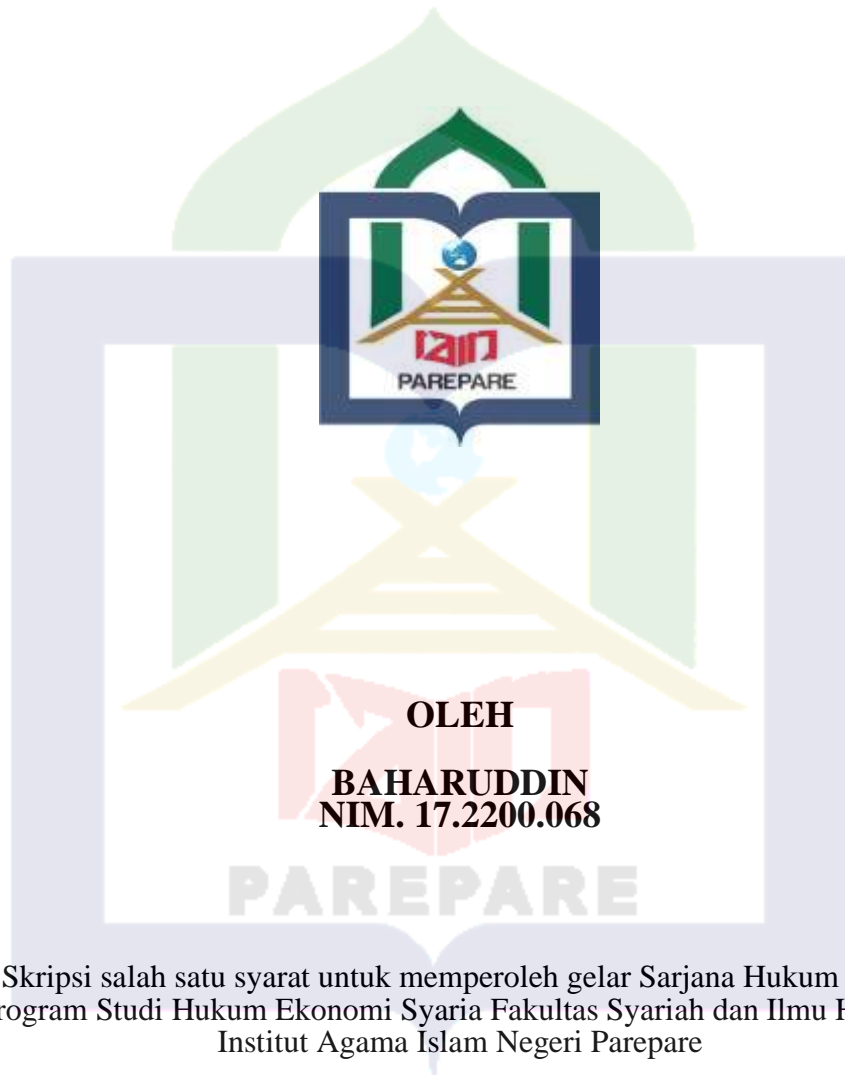 iain
PAREPARE
OLEH
BAHARUDDIN
NIM. 17.2200.068
PAREPARE
Skripsi salah satu syarat untuk memperoleh gelar Sarjana Hukum
rogram Studi Hukum Ekonomi Syaria Fakultas Syariah dan Ilmu H
Institut Agama Islam Negeri Parepare